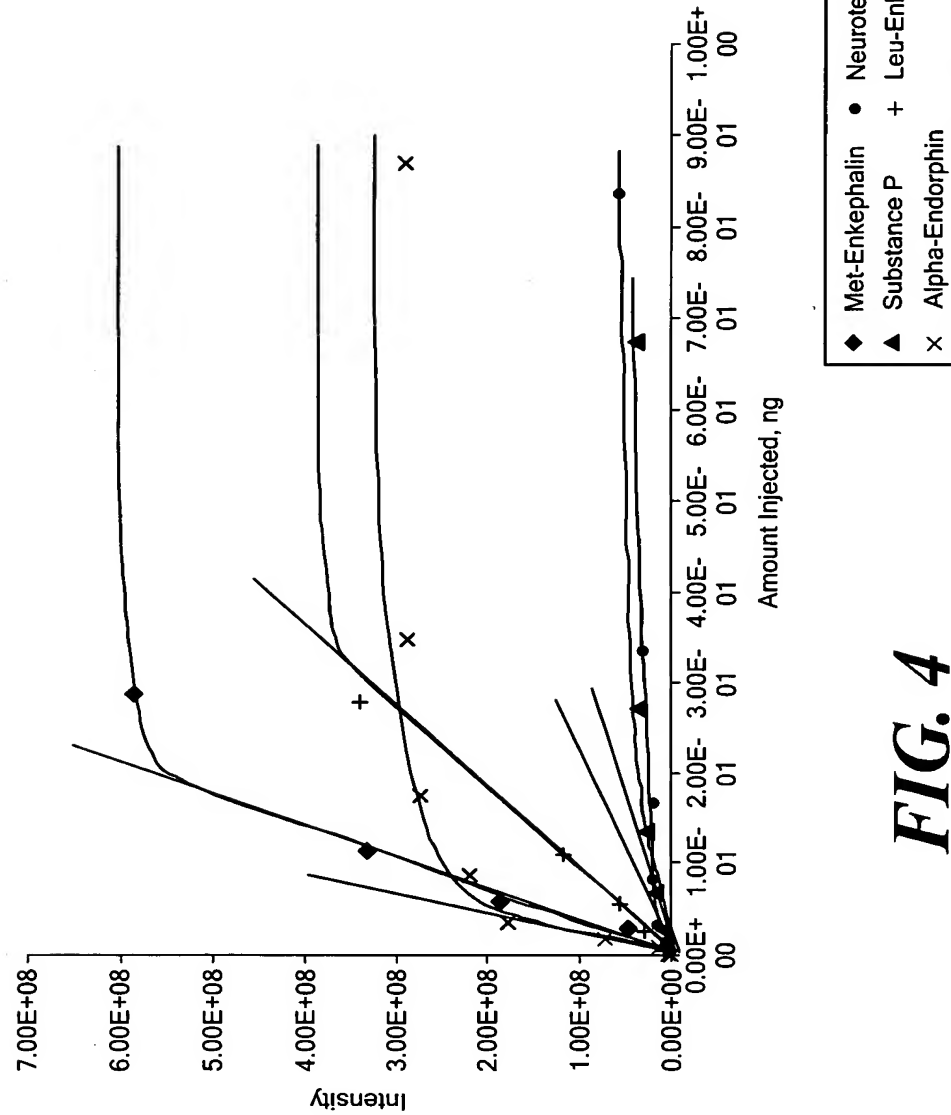 7.00E+08
6.00E+08
5.00E+08
4.00E+08
3.00E+08
2.00E+08
1.00E+08
0.00E+00
Intensity
0.00E+
00
1.00E-
01
2.00E-
01
3.00E-
01
4.00E-
01
5.00E-
01
6.00E-
01
7.00E-
01
8.00E-
01
9.00E-
01
1.00E+
00
Amount Injected, ng
Met-Enkephalin
Neurote
Substance P
Leu-Enk
Alpha-Endorphin
FIG. 4